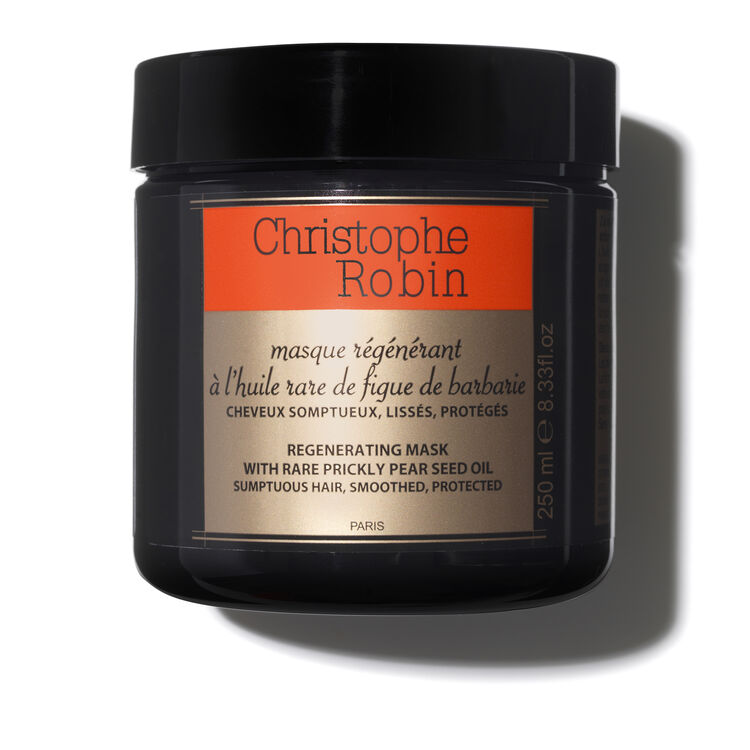 Christophe
Robin
masque régénérant
à l'huile rare de figue de barbarie
CHEVEUX SOMPTUEUX, LISSÉS, PROTÉGÉS
REGENERATING MASK
WITH RARE PRICKLY PEAR SEED OIL
SUMPTUOUS HAIR, SMOOTHED, PROTECTED
PARIS
250 ml e 8.33fl.oz